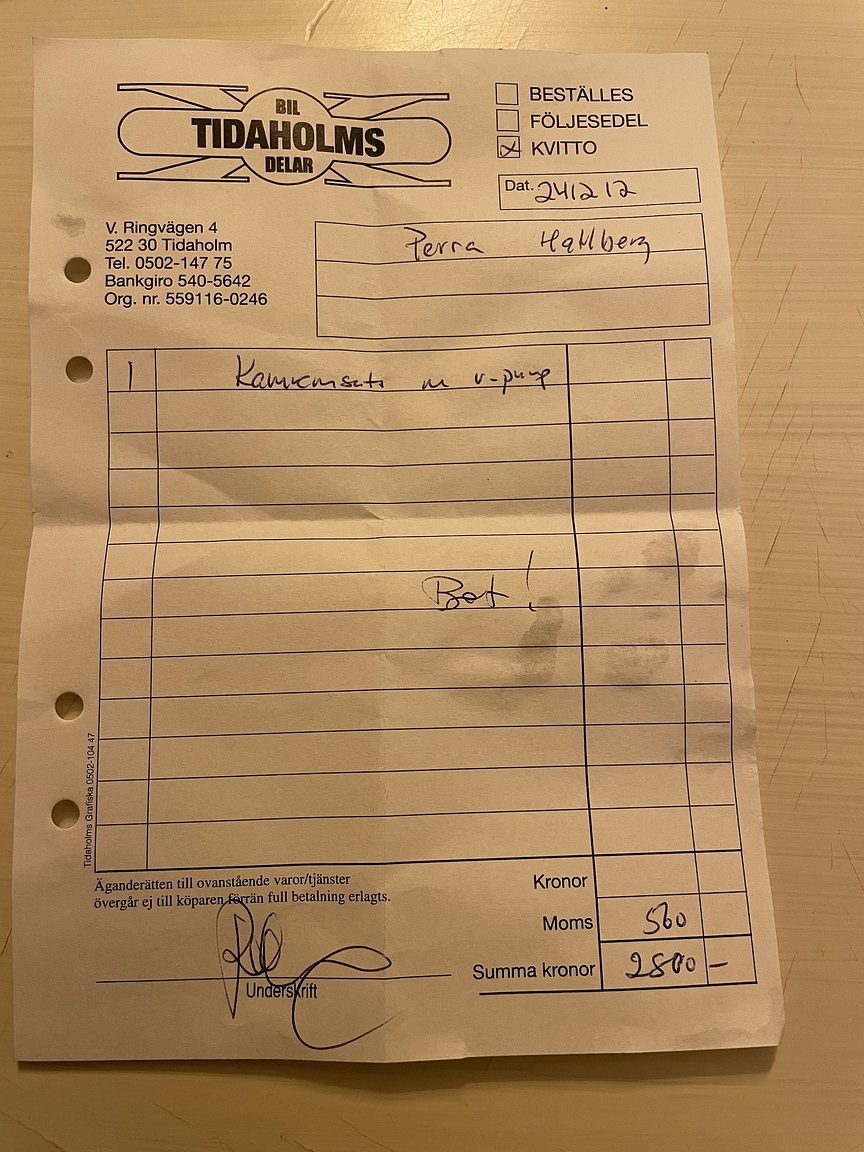 BIL
TIDAHOLMS
DELAR
BESTÄLLES
FÖLJESEDEL
KVITTO
Dat. 241212
V. Ringvägen 4
522 30 Tidaholm
Tel. 0502-147 75
Bankgiro 540-5642
Org. nr. 559116-0246
Perra Hallberg
1 Kamremsats m v-pump
Bet!
Tidaholms Grafiska 0502-104 47
Äganderätten till ovanstående varor/tjänster
övergår ej till köparen förrän full betalning erlagts.
Kronor
Moms 560
Summa kronor 2800 –
Underskrift